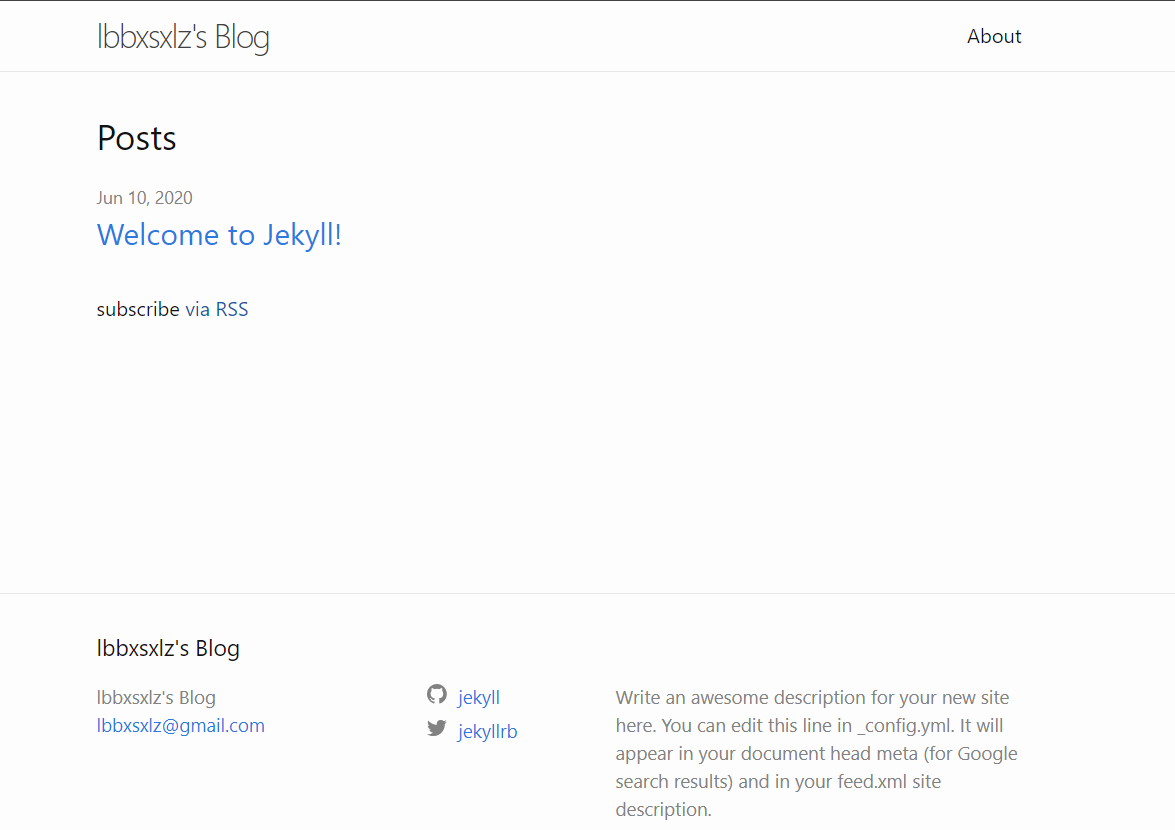 lbbxsxlz's Blog
About
Posts
Jun 10, 2020
Welcome to Jekyll!
subscribe via RSS
lbbxsxlz's Blog
lbbxsxlz's Blog
lbbxsxlz@gmail.com
jekyll
jekyllrb
Write an awesome description for your new site
here. You can edit this line in _config.yml. It will
appear in your document head meta (for Google
search results) and in your feed.xml site
description.